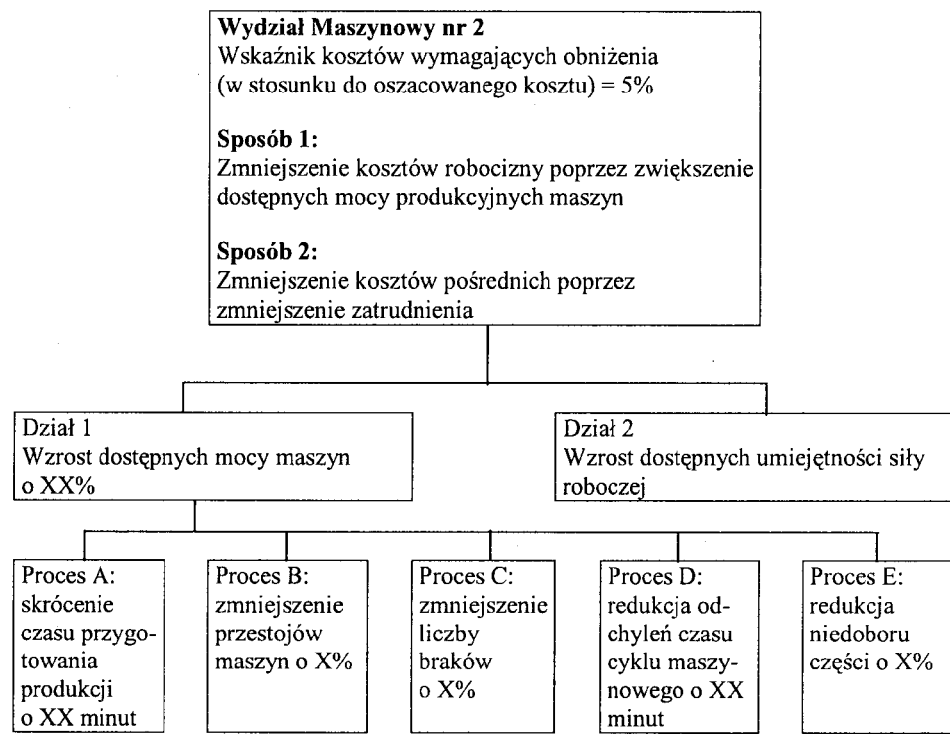 Wydział Maszynowy nr 2
Wskaźnik kosztów wymagających obniżenia
(w stosunku do oszacowanego kosztu) = 5%
Sposób 1:
Zmniejszenie kosztów robocizny poprzez zwiększenie
dostępnych mocy produkcyjnych maszyn
Sposób 2:
Zmniejszenie kosztów pośrednich poprzez
zmniejszenie zatrudnienia
Dział 1
Wzrost dostępnych mocy maszyn
o XX%
Dział 2
Wzrost dostępnych umiejętności siły
roboczej
Proces A:
skrócenie
czasu przygo-
towania
produkcji
o XX minut
Proces B:
zmniejszenie
przestojów
maszyn o X%
Proces C:
zmniejszenie
liczby
braków
o X%
Proces D:
redukcja od-
chyleń czasu
cyklu maszy-
nowego o XX
minut
Proces E:
redukcja
niedoboru
części o X%